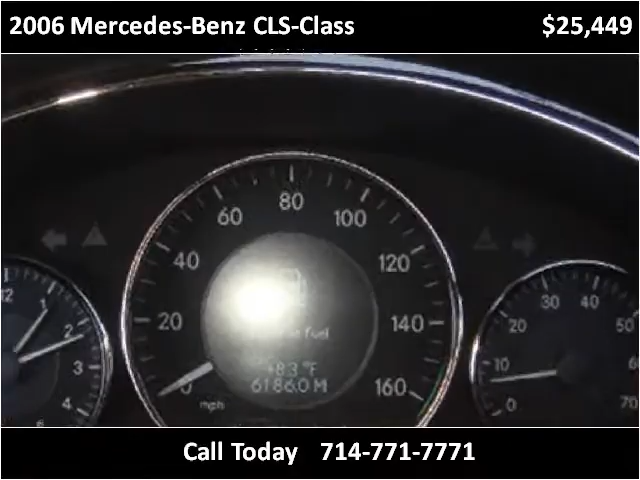 2006 Mercedes-Benz CLS-Class $25,449
80
60 100
40 120
20 140
0 160
mph
fuel
+83 °F
61860 M
12 1 2 3 4
10 20 30 40 50 60 70
0
Call Today 714-771-7771